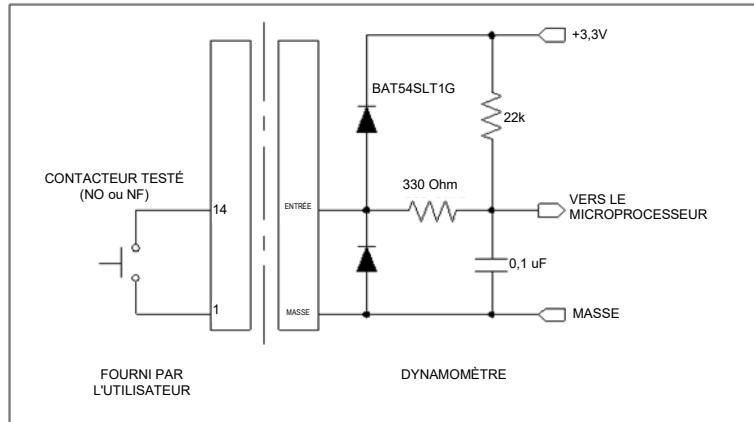 +3,3V
BAT54SLT1G
22k
CONTACTEUR TESTÉ
(NO ou NF)
330 Ohm
14
ENTRÉE
VERS LE
MICROPROCESSEUR
0,1 uF
1
MASSE
MASSE
FOURNI PAR
L'UTILISATEUR
DYNAMOMÈTRE